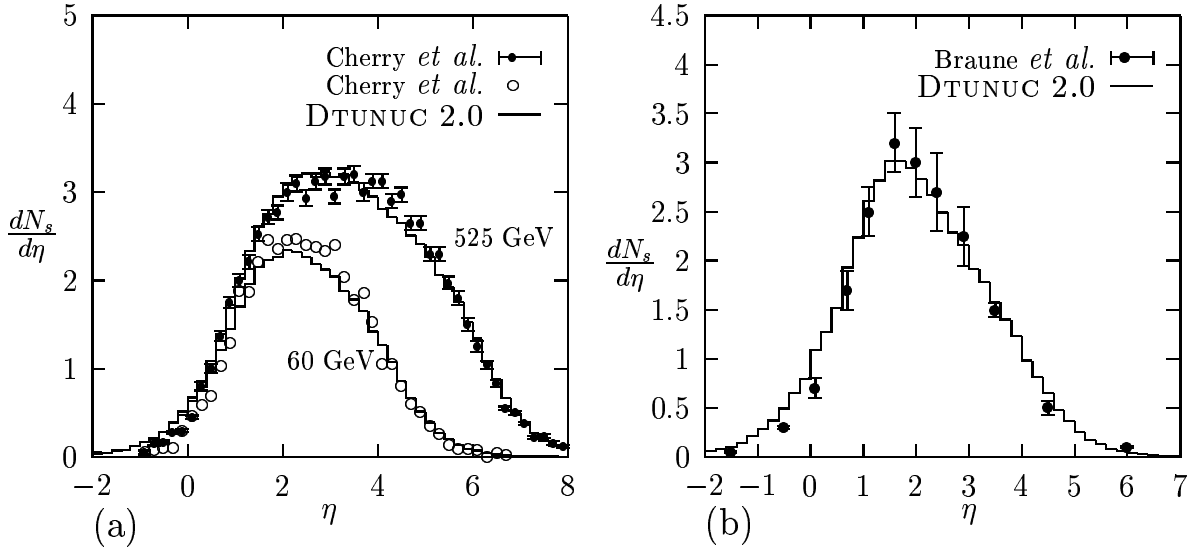 5
4
3
2
1
0
−2
0
2
4
6
8
dN_s
dη
η
Cherry et al.
Cherry et al.
DTUNUC 2.0
525 GeV
60 GeV
(a)
4.5
4
3.5
3
2.5
2
1.5
1
0.5
0
−2
−1
0
1
2
3
4
5
6
7
dN_s
dη
η
Braune et al.
DTUNUC 2.0
(b)